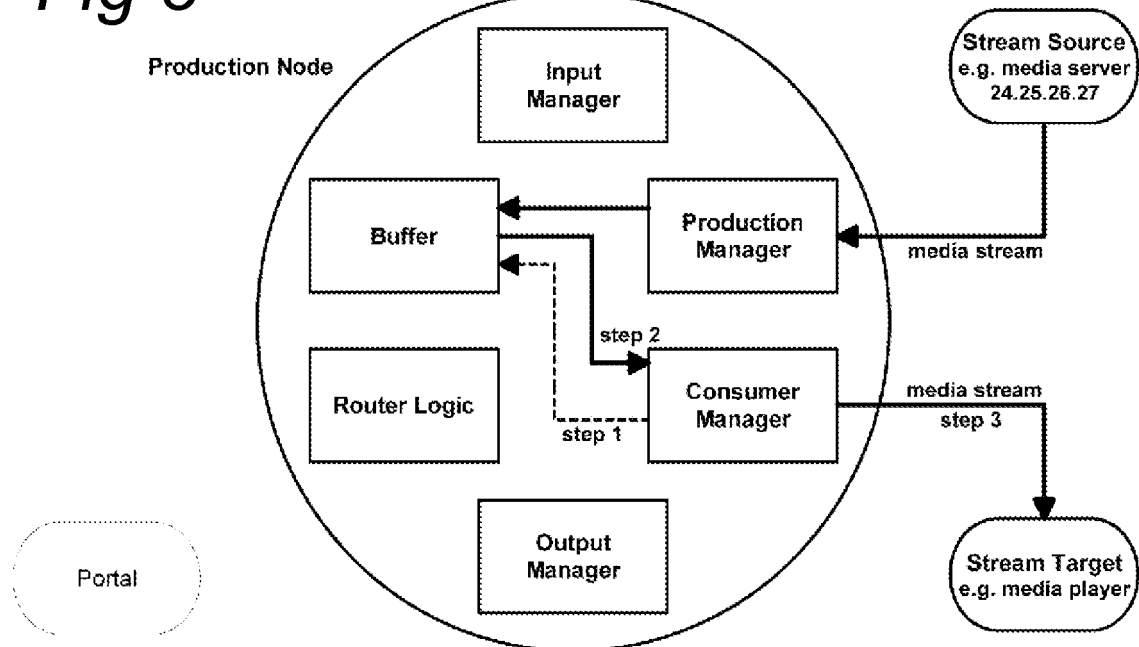 Production Node
Input
Manager
Stream Source
e.g. media server
24.25.26.27
Buffer
Production
Manager
media stream
step 2
Router Logic
Consumer
Manager
media stream
step 3
step 1
Output
Manager
Portal
Stream Target
e.g. media player